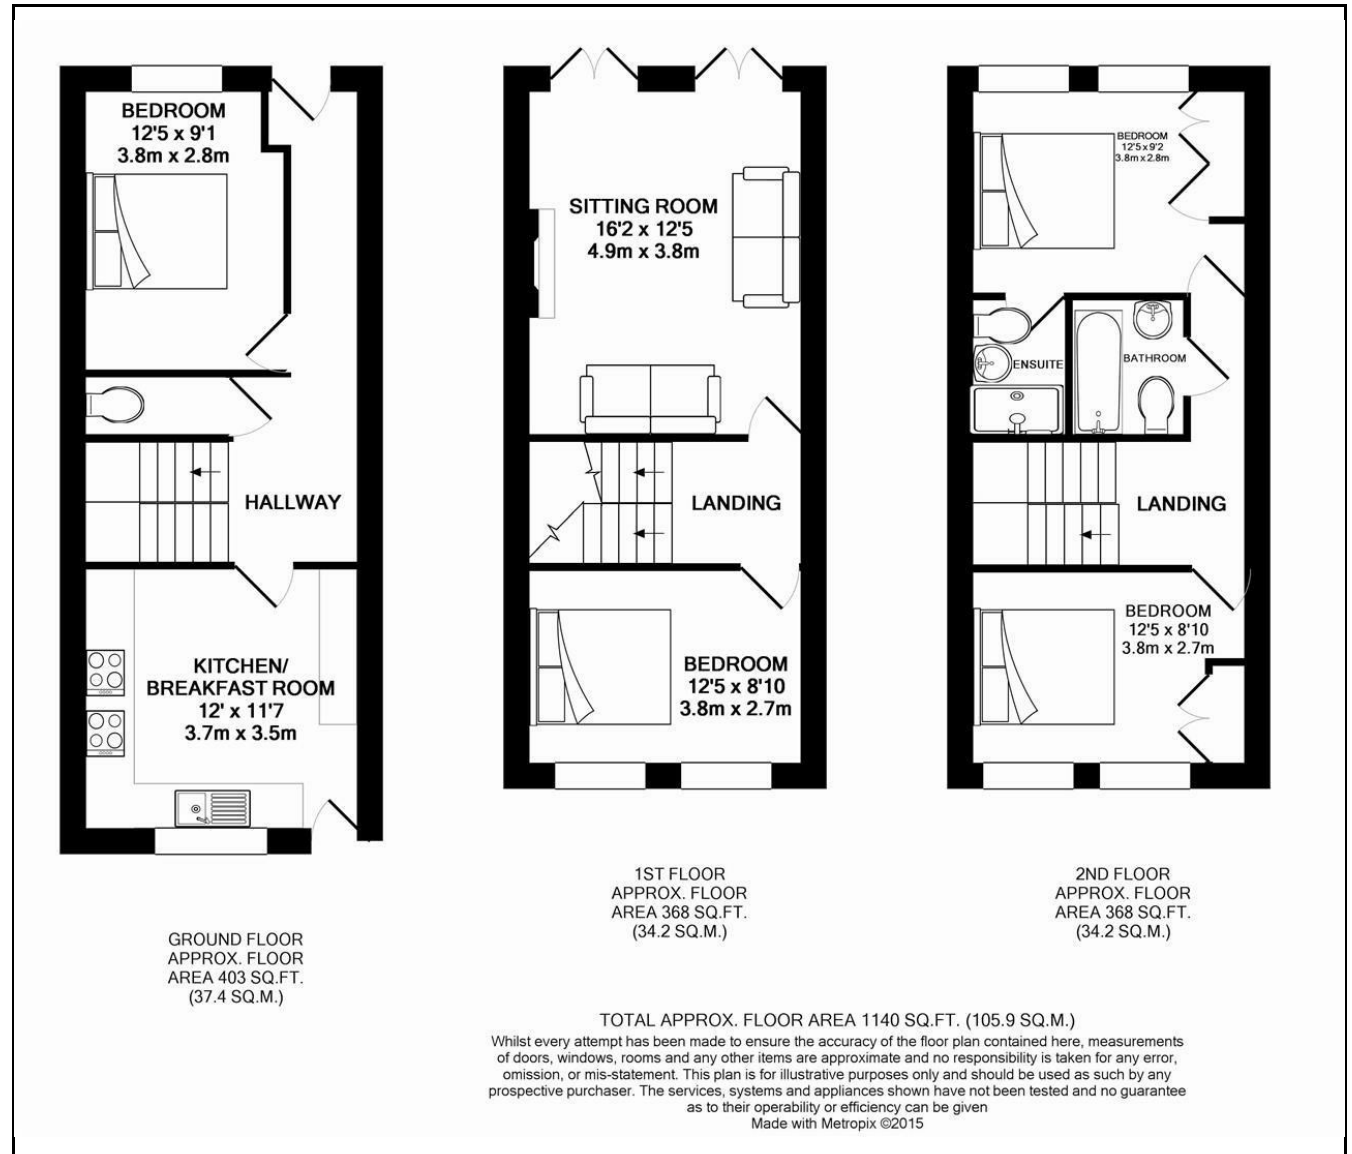 BEDROOM
12'5 x 9'1
3.8m x 2.8m
HALLWAY
KITCHEN/
BREAKFAST ROOM
12' x 11'7
3.7m x 3.5m
GROUND FLOOR
APPROX. FLOOR
AREA 403 SQ.FT.
(37.4 SQ.M.)
SITTING ROOM
16'2 x 12'5
4.9m x 3.8m
LANDING
BEDROOM
12'5 x 8'10
3.8m x 2.7m
1ST FLOOR
APPROX. FLOOR
AREA 368 SQ.FT.
(34.2 SQ.M.)
BEDROOM
12'5 x 9'2
3.8m x 2.8m
ENSUITE
BATHROOM
LANDING
BEDROOM
12'5 x 8'10
3.8m x 2.7m
2ND FLOOR
APPROX. FLOOR
AREA 368 SQ.FT.
(34.2 SQ.M.)
TOTAL APPROX. FLOOR AREA 1140 SQ.FT. (105.9 SQ.M.)
Whilst every attempt has been made to ensure the accuracy of the floor plan contained here, measurements
of doors, windows, rooms and any other items are approximate and no responsibility is taken for any error,
omission, or mis-statement. This plan is for illustrative purposes only and should be used as such by any
prospective purchaser. The services, systems and appliances shown have not been tested and no guarantee
as to their operability or efficiency can be given
Made with Metropix ©2015